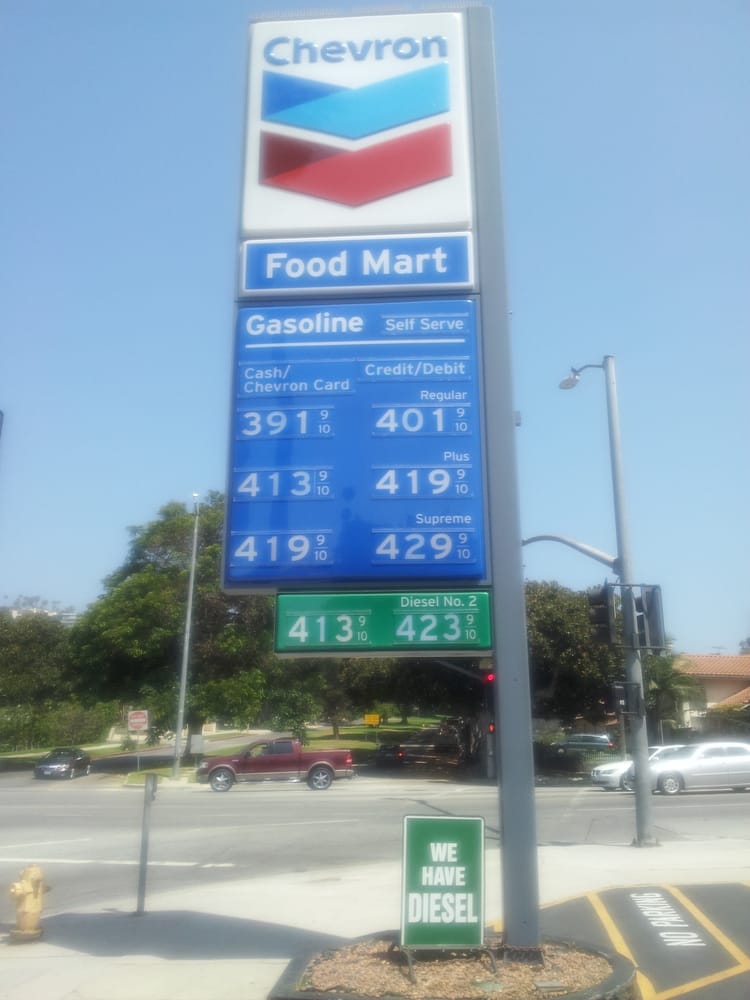 Chevron
Food Mart
Gasoline Self Serve
Cash/ Credit/Debit
Chevron Card
Regular
391 9/10 401 9/10
Plus
413 9/10 419 9/10
Supreme
419 9/10 429 9/10
Diesel No. 2
413 9/10 423 9/10
WE
HAVE
DIESEL
NO PARKING